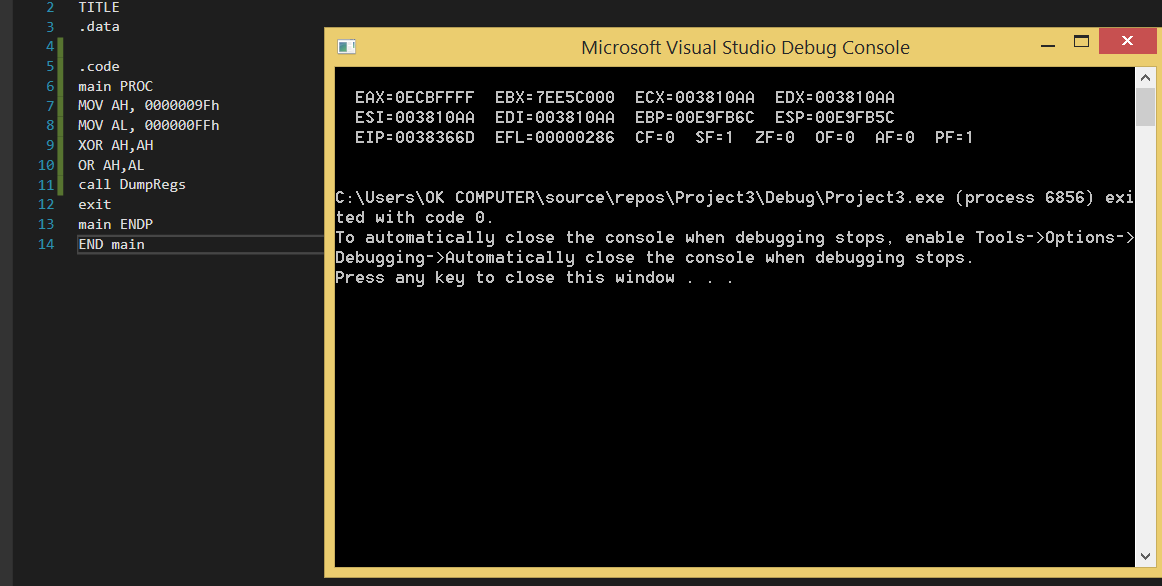 2 TITLE
3 .data
4
5 .code
6 main PROC
7 MOV AH, 0000009Fh
8 MOV AL, 000000FFh
9 XOR AH,AH
10 OR AH,AL
11 call DumpRegs
12 exit
13 main ENDP
14 END main
Microsoft Visual Studio Debug Console
EAX=0ECBFFFF EBX=7EE5C000 ECX=003810AA EDX=003810AA
ESI=003810AA EDI=003810AA EBP=00E9FB6C ESP=00E9FB5C
EIP=0038366D EFL=00000286 CF=0 SF=1 ZF=0 OF=0 AF=0 PF=1
C:\Users\OK COMPUTER\source\repos\Project3\Debug\Project3.exe (process 6856) exi
ted with code 0.
To automatically close the console when debugging stops, enable Tools->Options->
Debugging->Automatically close the console when debugging stops.
Press any key to close this window . . .